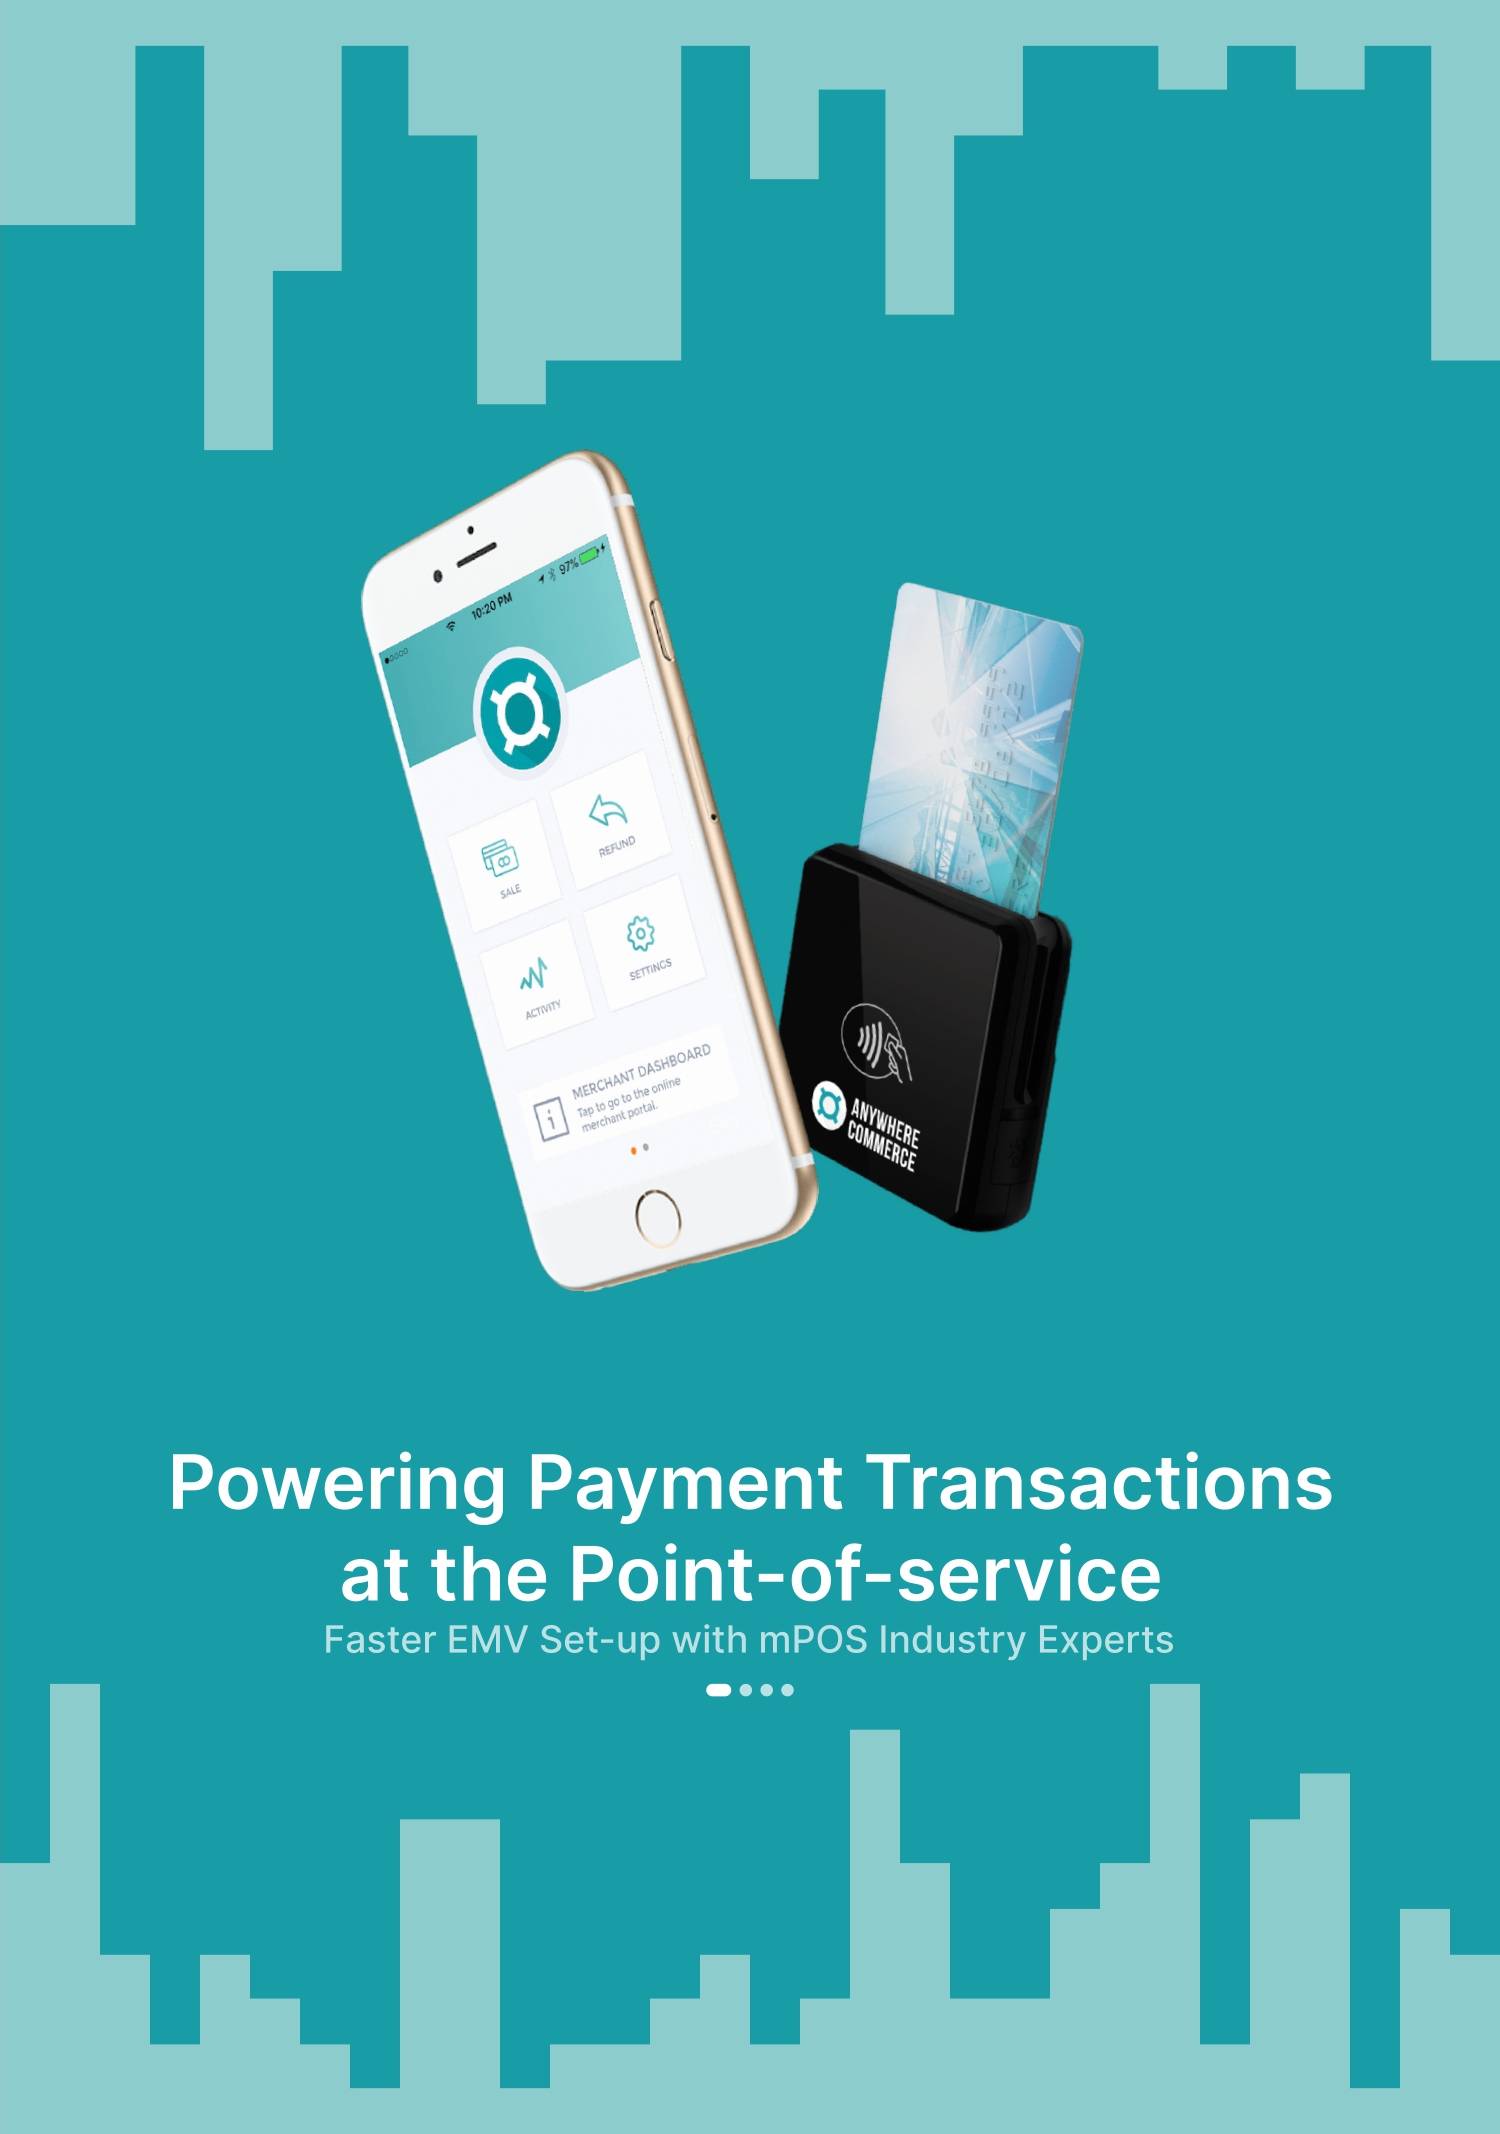 10:20 PM
97%
SALE
REFUND
ACTIVITY
SETTINGS
MERCHANT DASHBOARD
Tap to go to the online
merchant portal.
ANYWHERE
COMMERCE
Powering Payment Transactions
at the Point-of-service
Faster EMV Set-up with mPOS Industry Experts